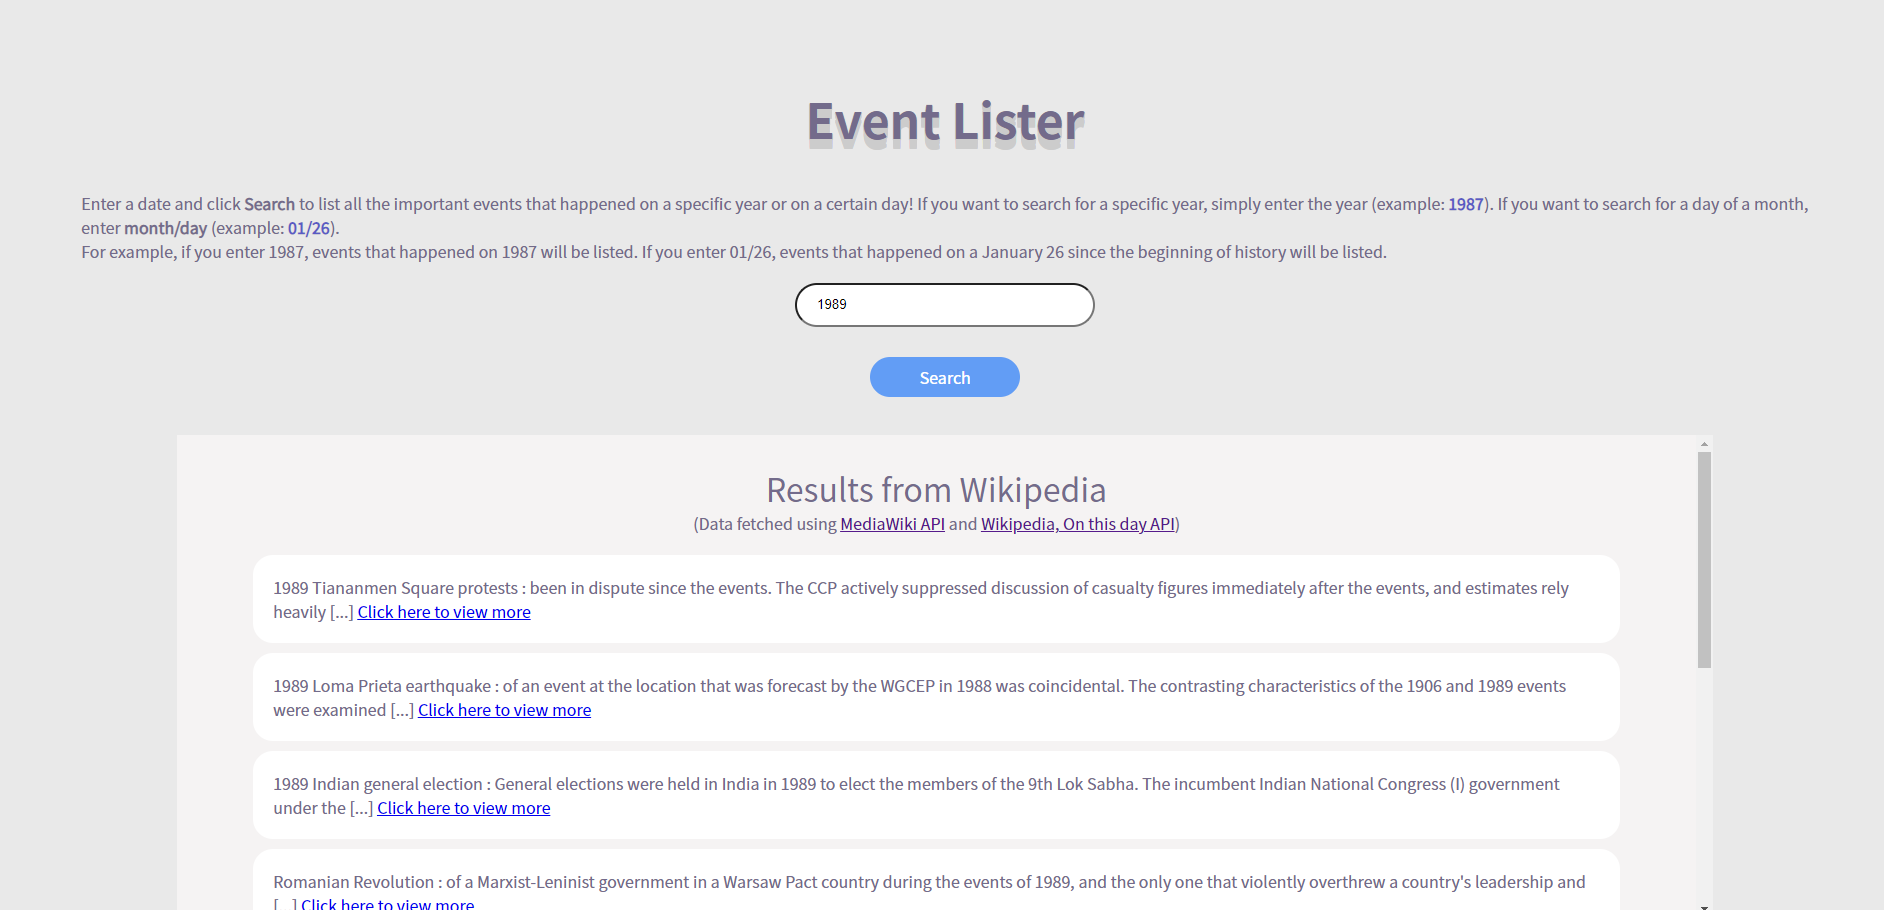 Event Lister
Enter a date and click Search to list all the important events that happened on a specific year or on a certain day! If you want to search for a specific year, simply enter the year (example: 1987). If you want to search for a day of a month,
enter month/day (example: 01/26).
For example, if you enter 1987, events that happened on 1987 will be listed. If you enter 01/26, events that happened on a January 26 since the beginning of history will be listed.
1989
Search
Results from Wikipedia
(Data fetched using MediaWiki API and Wikipedia, On this day API)
1989 Tiananmen Square protests : been in dispute since the events. The CCP actively suppressed discussion of casualty figures immediately after the events, and estimates rely
heavily [...] Click here to view more
1989 Loma Prieta earthquake : of an event at the location that was forecast by the WGCEP in 1988 was coincidental. The contrasting characteristics of the 1906 and 1989 events
were examined [...] Click here to view more
1989 Indian general election : General elections were held in India in 1989 to elect the members of the 9th Lok Sabha. The incumbent Indian National Congress (I) government
under the [...] Click here to view more
Romanian Revolution : of a Marxist-Leninist government in a Warsaw Pact country during the events of 1989, and the only one that violently overthrew a country's leadership and
[...] Click here to view more